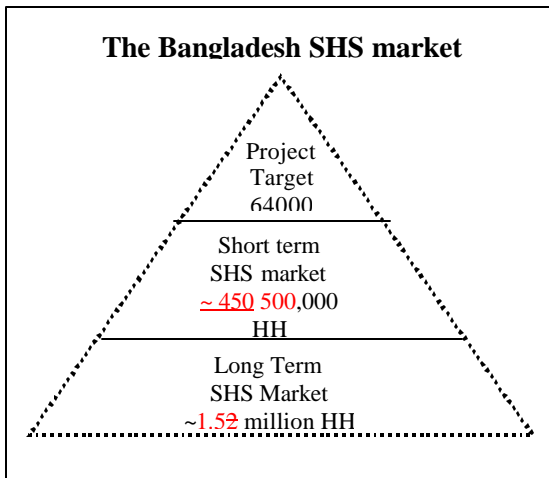 The Bangladesh SHS market
Project
Target
64000
Short term
SHS market
~ 450 500,000
HH
Long Term
SHS Market
~1.52 million HH